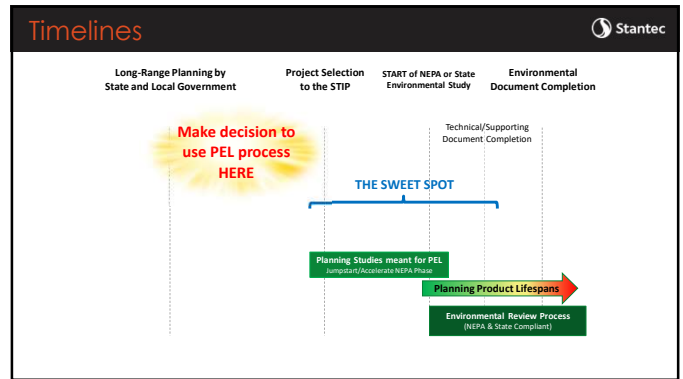 Timelines
Stantec
Long-Range Planning by
State and Local Government
Project Selection
to the STIP
START of NEPA or State
Environmental Study
Environmental
Document Completion
Make decision to
use PEL process
HERE
Technical/Supporting
Document Completion
THE SWEET SPOT
Planning Studies meant for PEL
Jumpstart/Accelerate NEPA Phase
Planning Product Lifespans
Environmental Review Process
(NEPA & State Compliant)